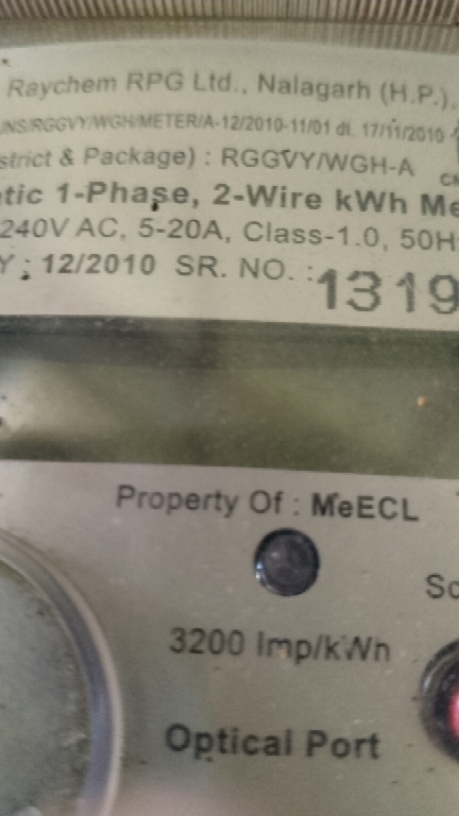 Raychem RPG Ltd., Nalagarh (H.P.),
/RGGVY/WGH/METER/A-12/2010-11/01 dt. 17/11/2010
strict & Package) : RGGVY/WGH-A
tic 1-Phase, 2-Wire kWh Me
240V AC, 5-20A, Class-1.0, 50H
Y : 12/2010 SR. NO. : 1319
Property Of : MeECL
Sc
3200 Imp/kWh
Optical Port